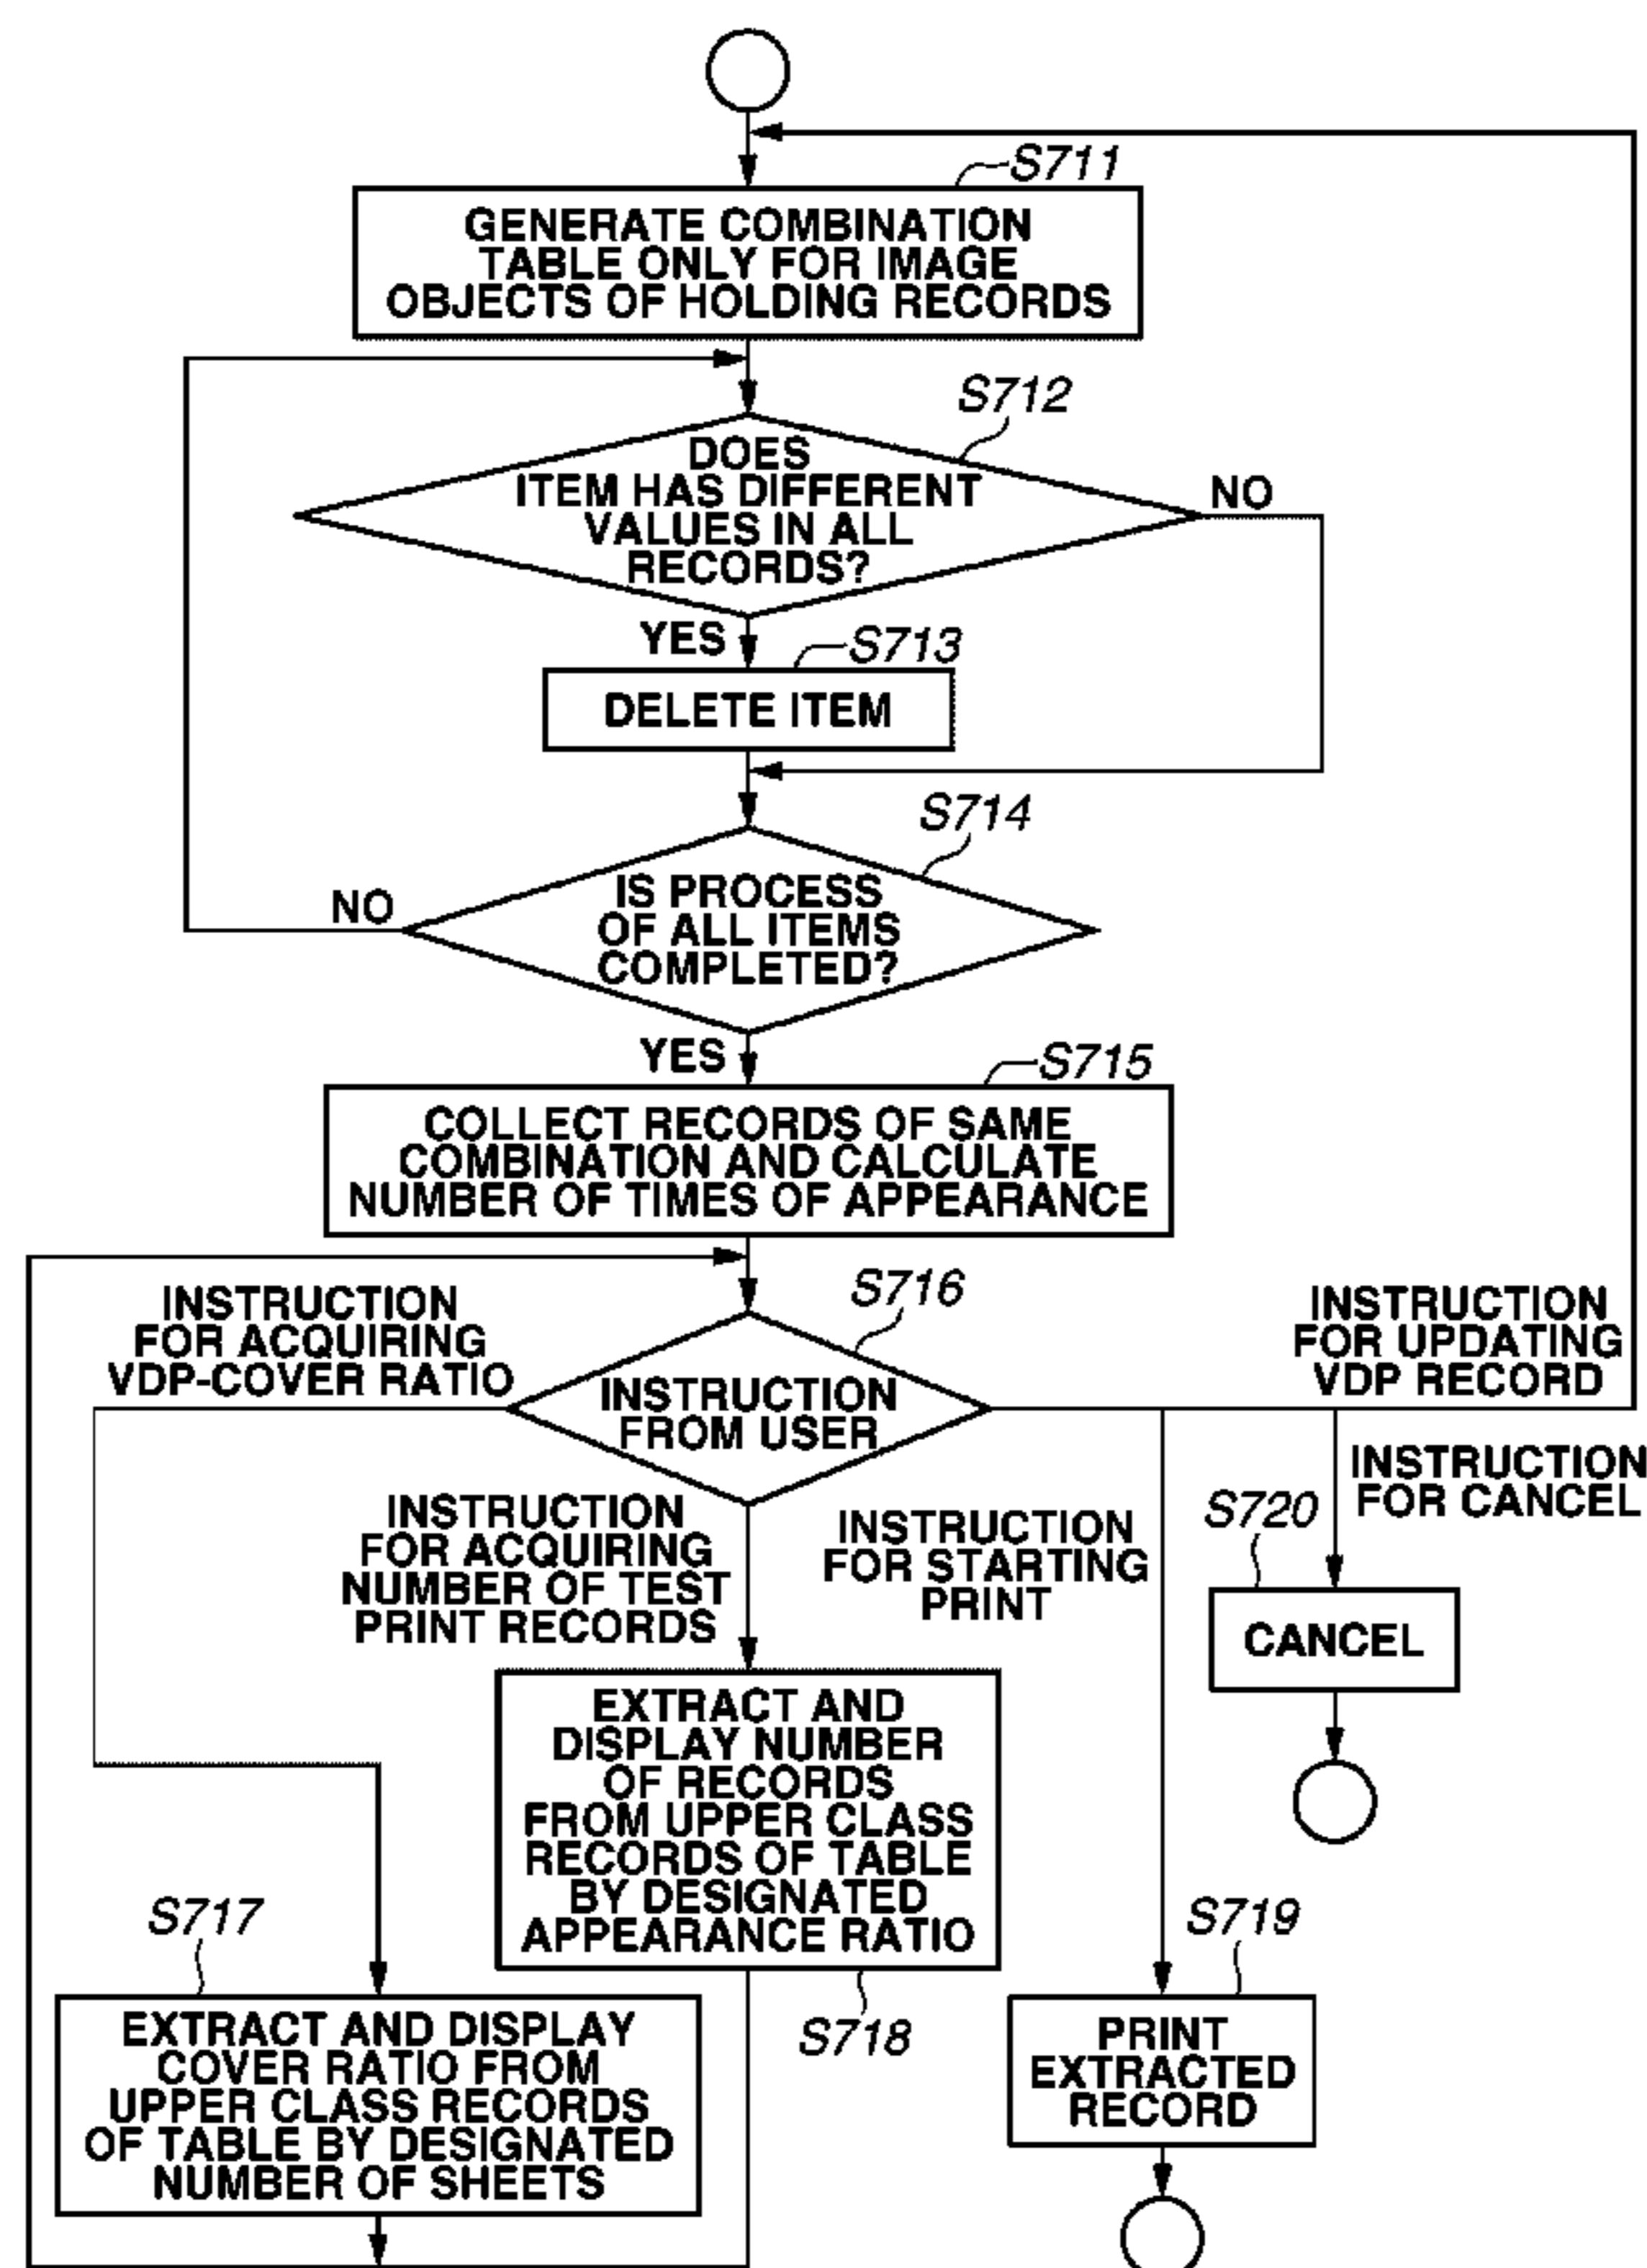 S711
GENERATE COMBINATION
TABLE ONLY FOR IMAGE
OBJECTS OF HOLDING RECORDS
S712
DOES
ITEM HAS DIFFERENT
VALUES IN ALL
RECORDS?
NO
YES
S713
DELETE ITEM
S714
IS PROCESS
OF ALL ITEMS
COMPLETED?
NO
YES
S715
COLLECT RECORDS OF SAME
COMBINATION AND CALCULATE
NUMBER OF TIMES OF APPEARANCE
S716
INSTRUCTION
FROM USER
INSTRUCTION
FOR ACQUIRING
VDP-COVER RATIO
INSTRUCTION
FOR UPDATING
VDP RECORD
INSTRUCTION
FOR ACQUIRING
NUMBER OF TEST
PRINT RECORDS
INSTRUCTION
FOR STARTING
PRINT
INSTRUCTION
FOR CANCEL
S720
CANCEL
EXTRACT AND
DISPLAY NUMBER
OF RECORDS
FROM UPPER CLASS
RECORDS OF TABLE
BY DESIGNATED
APPEARANCE RATIO
S718
S717
EXTRACT AND DISPLAY
COVER RATIO FROM
UPPER CLASS RECORDS
OF TABLE BY DESIGNATED
NUMBER OF SHEETS
S719
PRINT
EXTRACTED
RECORD